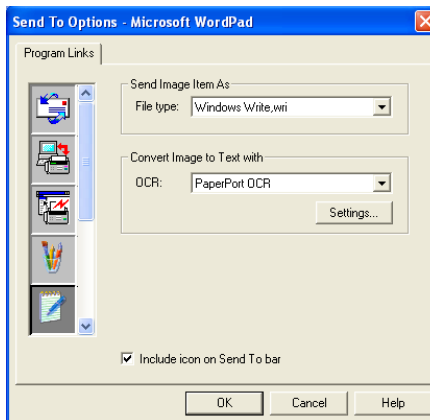 Send To Options - Microsoft WordPad
Program Links
Send Image Item As
File type: Windows Write,wri
Convert Image to Text with
OCR: PaperPort OCR
Settings...
Include icon on Send To bar
OK Cancel Help